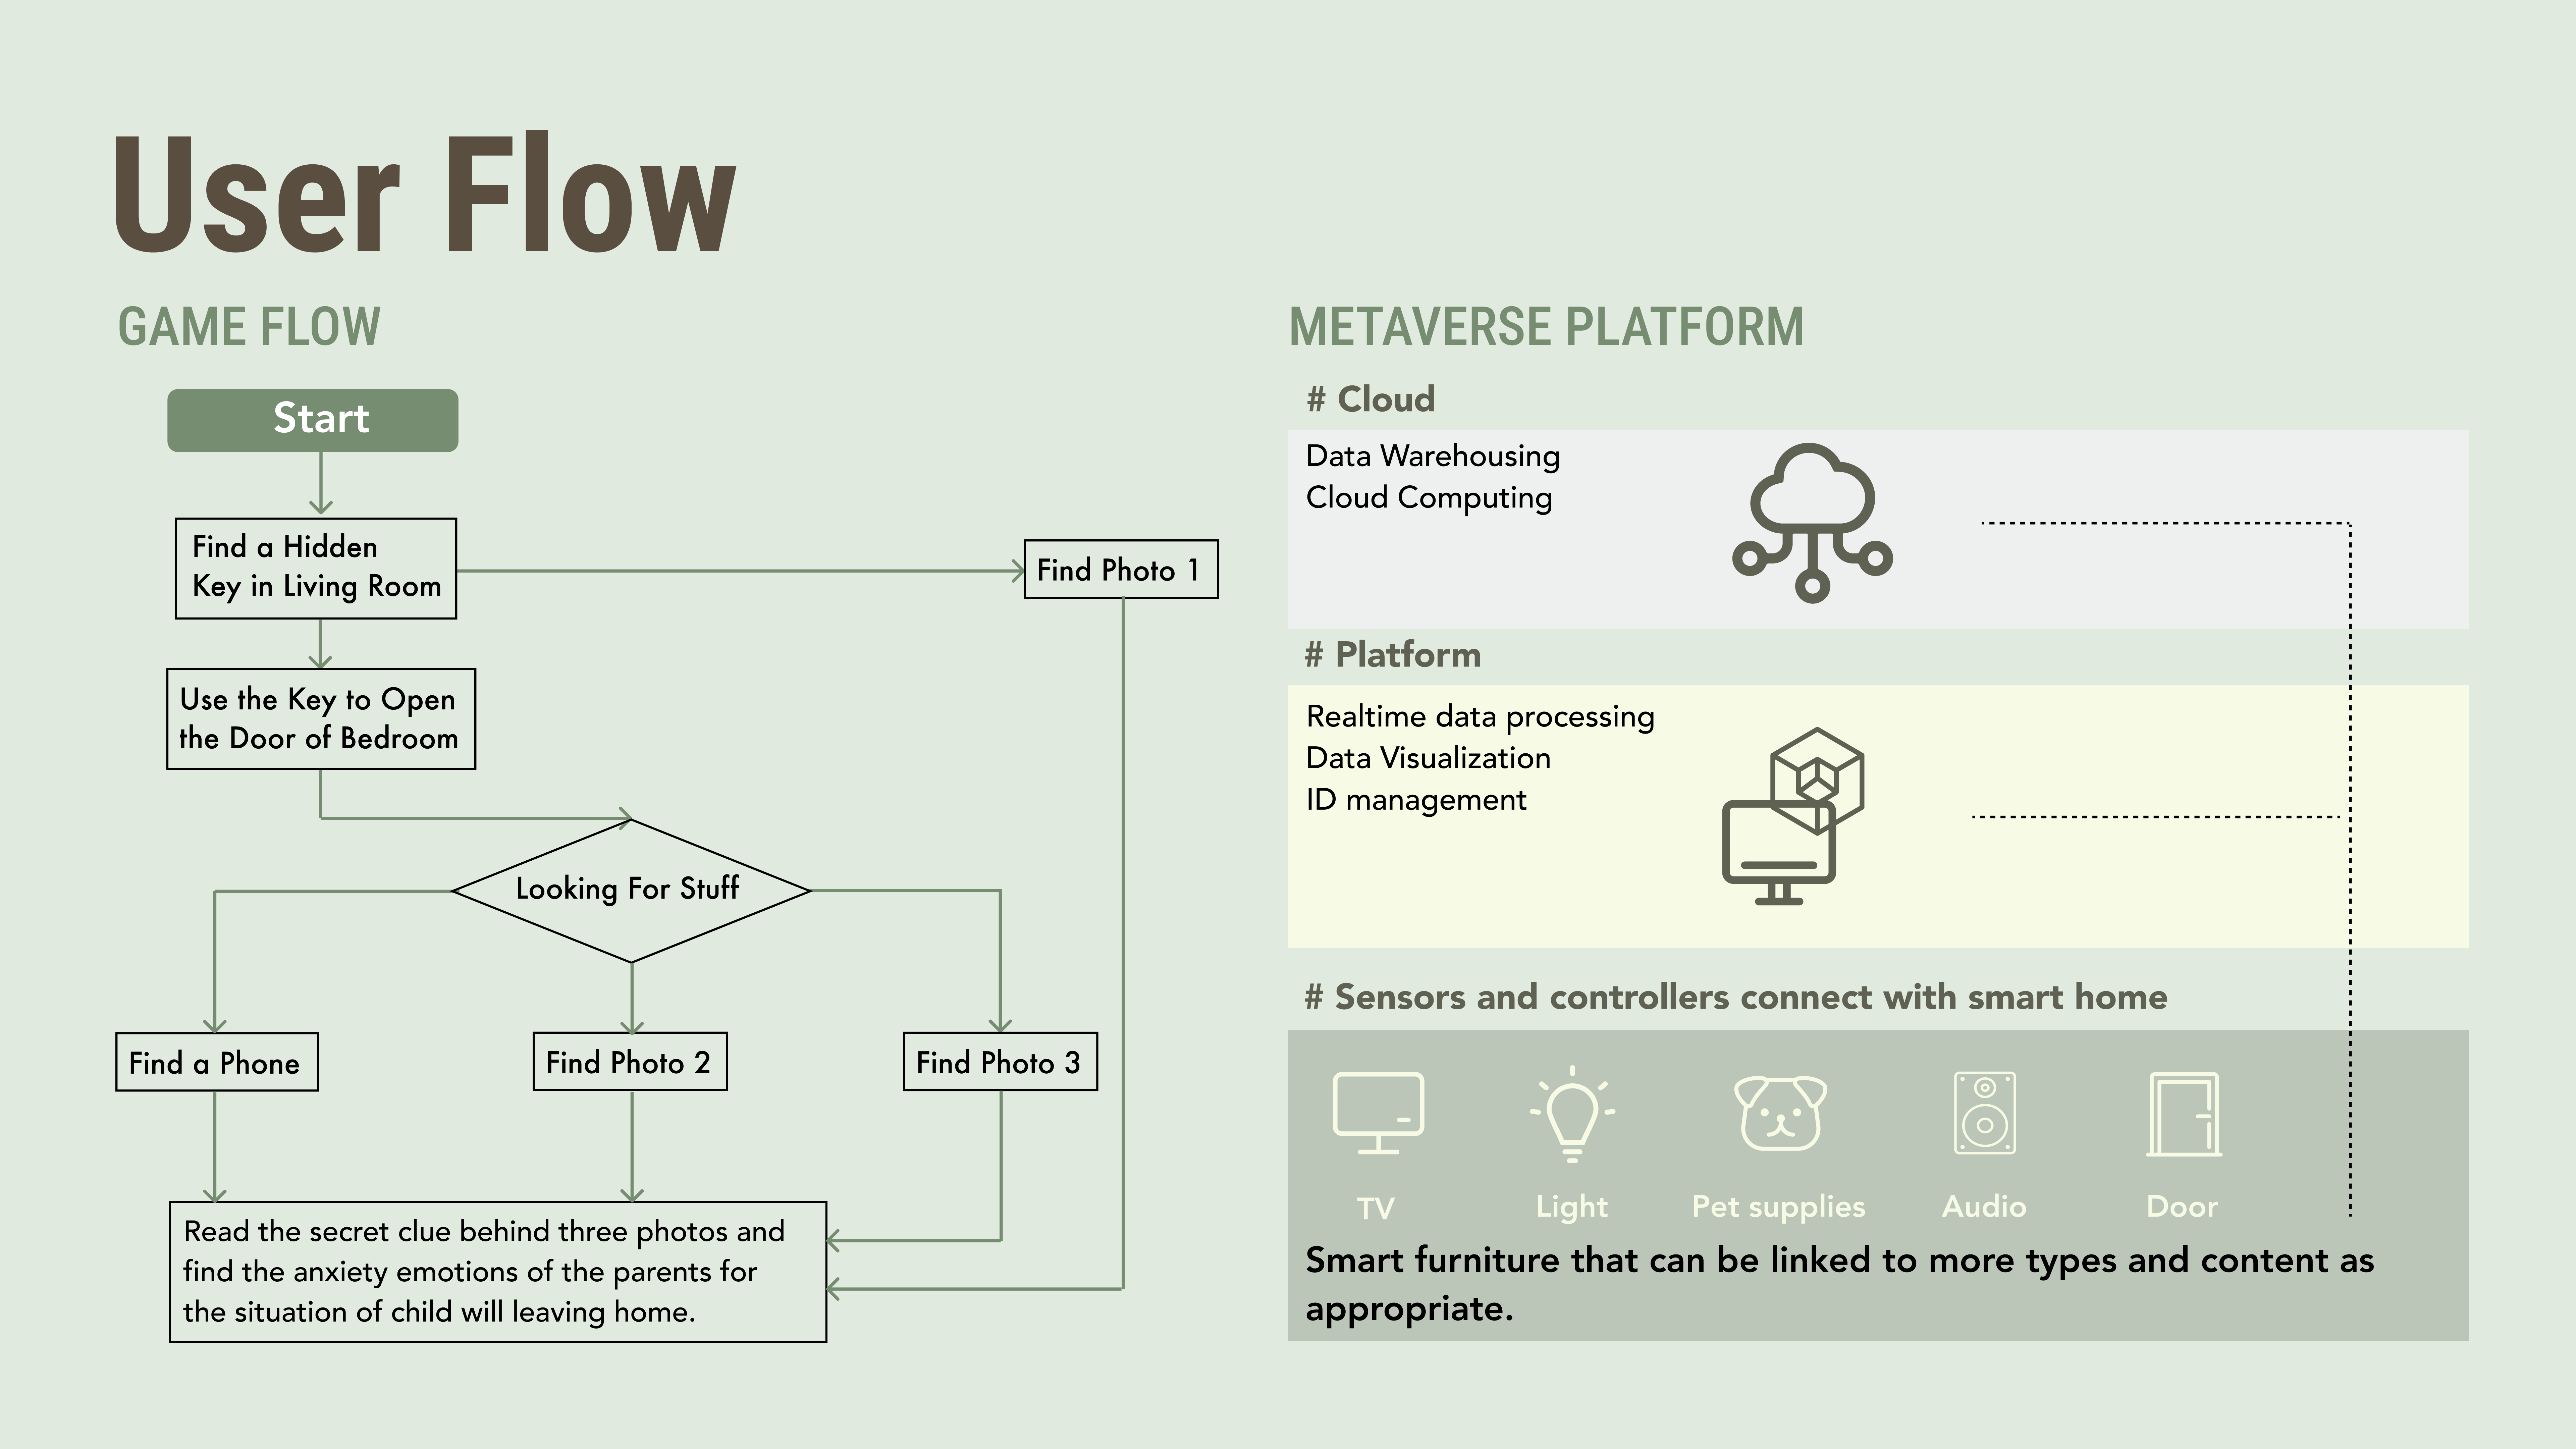 User Flow
GAME FLOW
Start
Find a Hidden
Key in Living Room
Find Photo 1
Use the Key to Open
the Door of Bedroom
Looking For Stuff
Find a Phone
Find Photo 2
Find Photo 3
Read the secret clue behind three photos and
find the anxiety emotions of the parents for
the situation of child will leaving home.
METAVERSE PLATFORM
# Cloud
Data Warehousing
Cloud Computing
# Platform
Realtime data processing
Data Visualization
ID management
# Sensors and controllers connect with smart home
TV
Light
Pet supplies
Audio
Door
Smart furniture that can be linked to more types and content as
appropriate.